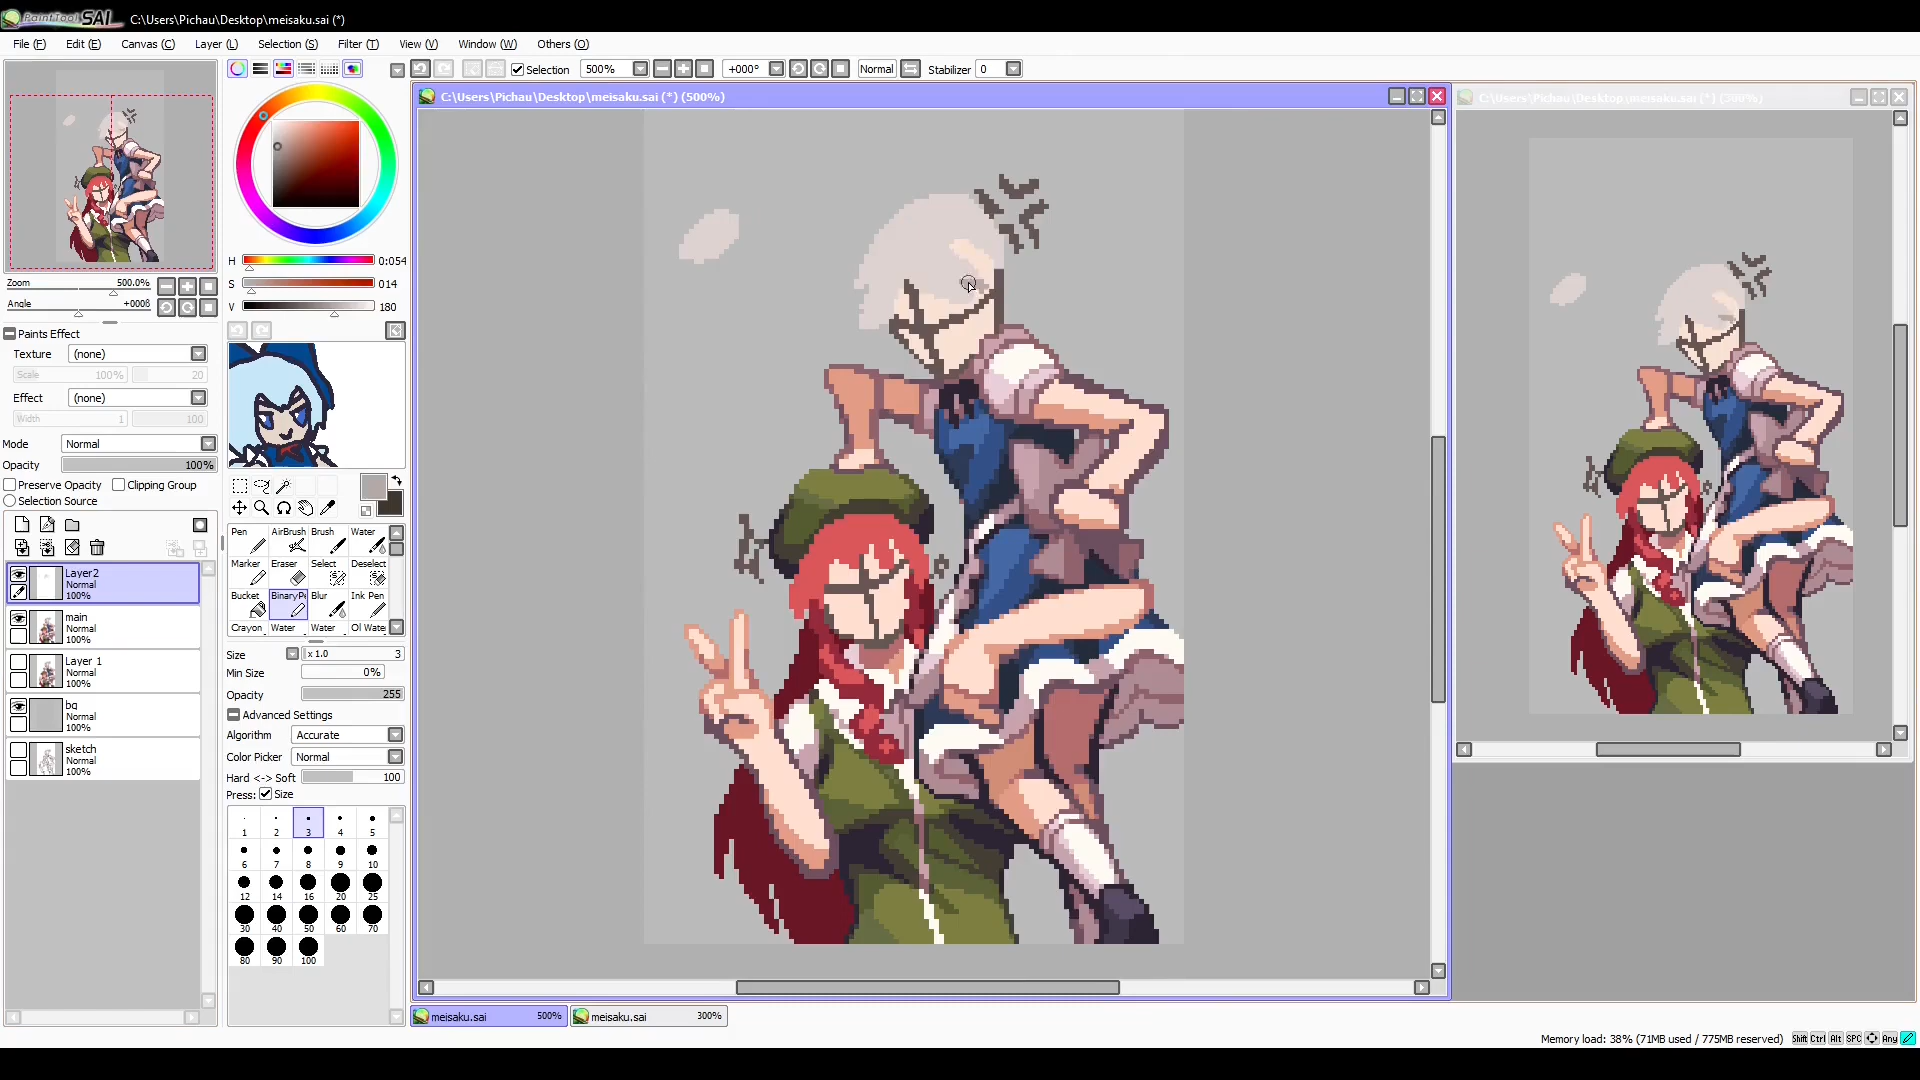 PaintTool SAI C:\Users\Pichau\Desktop\meisaku.sai (*)
File (F) Edit (E) Canvas (C) Layer (L) Selection (S) Filter (T) View (V) Window (W) Others (O)
Selection 500% +000° Normal Stabilizer 0
C:\Users\Pichau\Desktop\meisaku.sai (*) (500%)
C:\Users\Pichau\Desktop\meisaku.sai (*) (300%)
H 0:054
S 014
V 180
Zoom 500.0%
Angle +000ß
Paints Effect
Texture (none)
Scale 100% 20
Effect (none)
Width 1 100
Mode Normal
Opacity 100%
Preserve Opacity Clipping Group
Selection Source
Layer2
Normal
100%
main
Normal
100%
Layer 1
Normal
100%
bg
Normal
100%
sketch
Normal
100%
Pen AirBrush Brush Water
Marker Eraser Select Deselect
Bucket BinaryPe Blur Ink Pen
Crayon Water Water Ol Wate
Size x 1.0 3
Min Size 0%
Opacity 255
Advanced Settings
Algorithm Accurate
Color Picker Normal
Hard <-> Soft 100
Press: Size
1 2 3 4 5
6 7 8 9 10
12 14 16 20 25
30 40 50 60 70
80 90 100
meisaku.sai 500% meisaku.sai 300%
Memory load: 38% (71MB used / 775MB reserved) Shift Ctrl Alt SPC Any